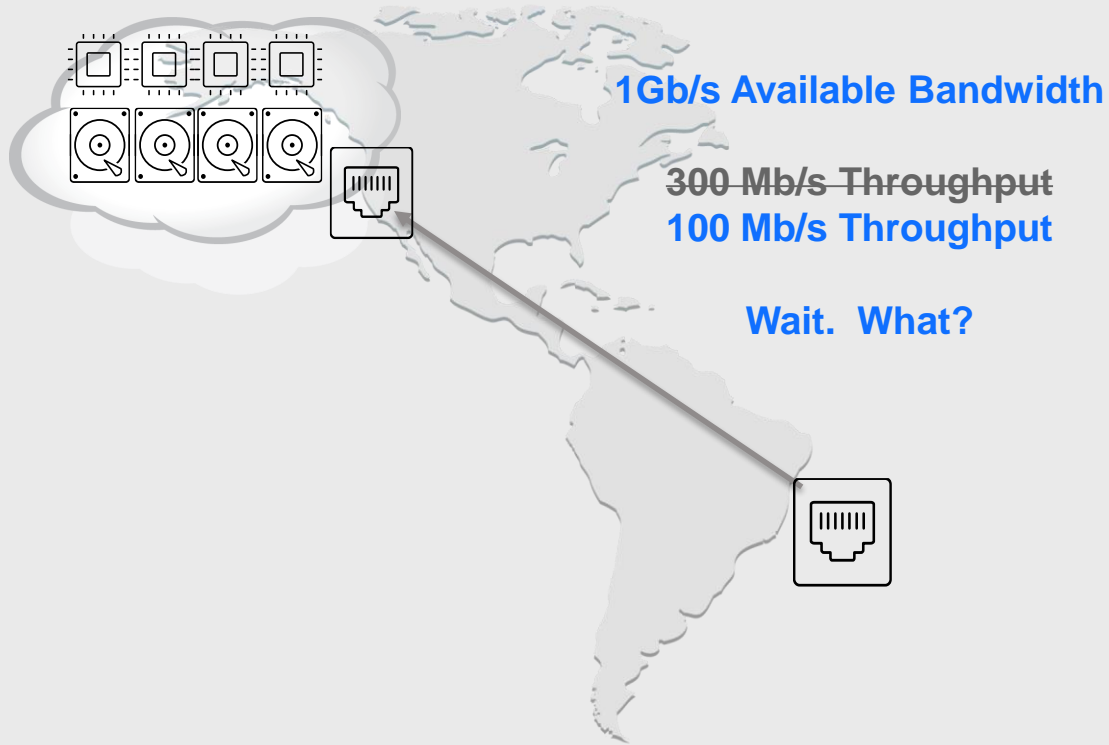 1Gb/s Available Bandwidth
300 Mb/s Throughput
100 Mb/s Throughput
Wait. What?